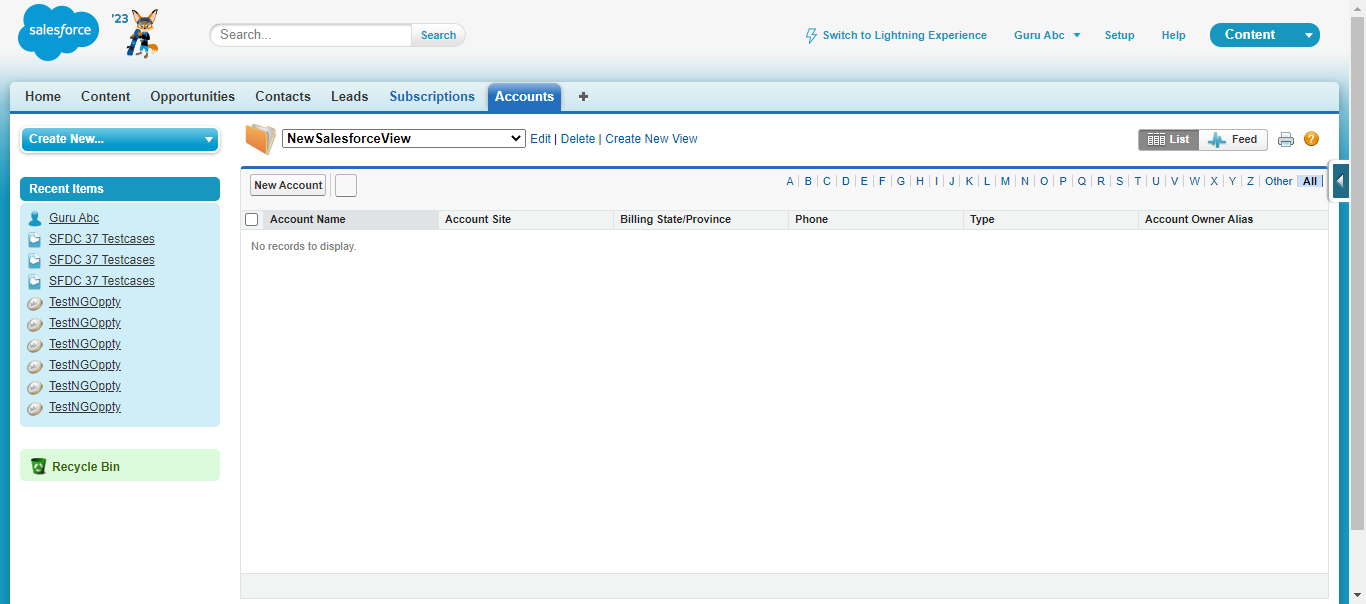 salesforce
'23
Search...
Search
Switch to Lightning Experience
Guru Abc
Setup
Help
Content
Home
Content
Opportunities
Contacts
Leads
Subscriptions
Accounts
+
Create New...
NewSalesforceView
Edit | Delete | Create New View
List
Feed
?
Recent Items
New Account
A | B | C | D | E | F | G | H | I | J | K | L | M | N | O | P | Q | R | S | T | U | V | W | X | Y | Z | Other | All |
Guru Abc
Account Name
Account Site
Billing State/Province
Phone
Type
Account Owner Alias
SFDC 37 Testcases
No records to display.
SFDC 37 Testcases
SFDC 37 Testcases
TestNGOppty
TestNGOppty
TestNGOppty
TestNGOppty
TestNGOppty
TestNGOppty
Recycle Bin